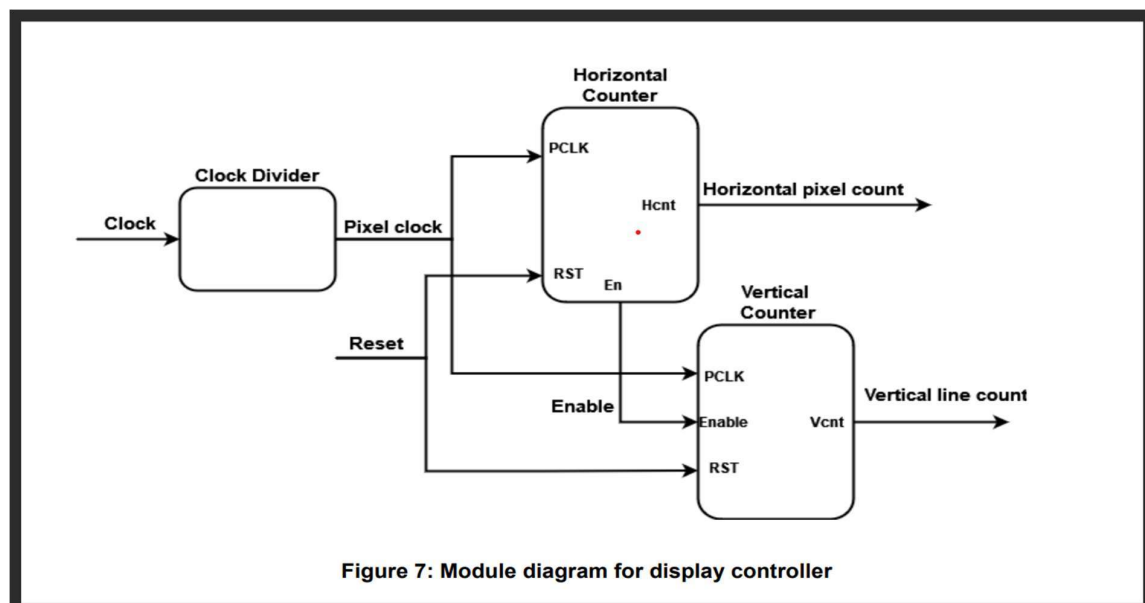 Horizontal
Counter
PCLK
Clock Divider
Horizontal pixel count
Hcnt
Clock
Pixel clock
RST
En
Vertical
Counter
Reset
PCLK
Vertical line count
Enable
Enable
Vcnt
RST
Figure 7: Module diagram for display controller